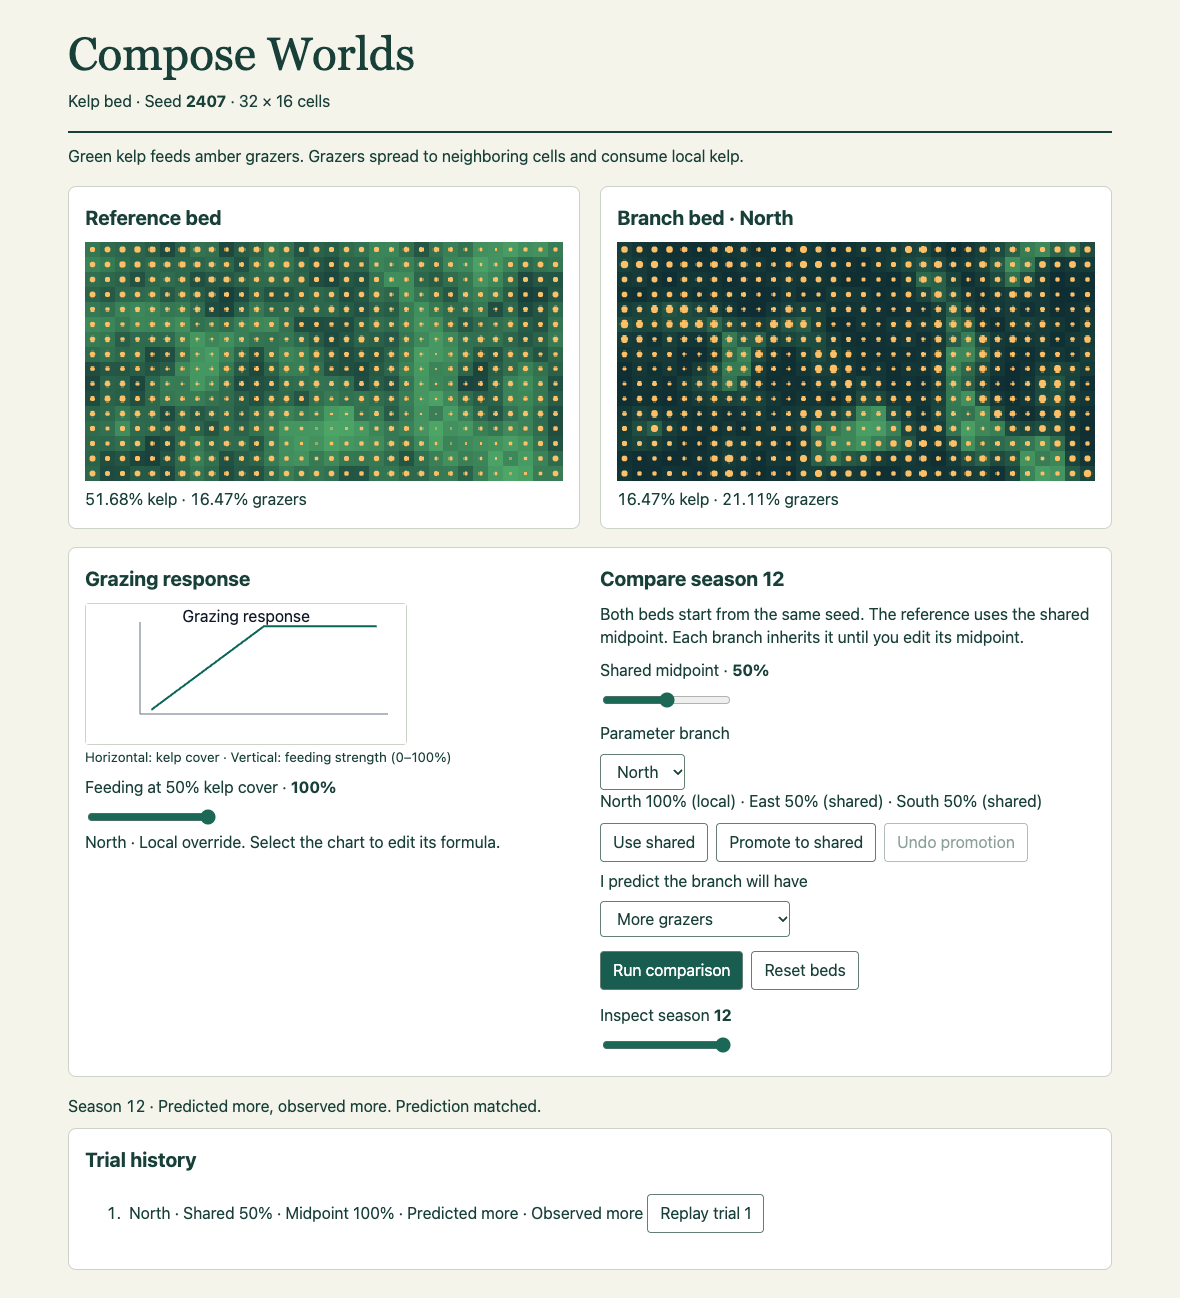 Compose Worlds
Kelp bed · Seed 2407 · 32 × 16 cells
Green kelp feeds amber grazers. Grazers spread to neighboring cells and consume local kelp.
Reference bed
51.68% kelp · 16.47% grazers
Branch bed · North
16.47% kelp · 21.11% grazers
Grazing response
Grazing response
Horizontal: kelp cover · Vertical: feeding strength (0–100%)
Feeding at 50% kelp cover · 100%
North · Local override. Select the chart to edit its formula.
Compare season 12
Both beds start from the same seed. The reference uses the shared
midpoint. Each branch inherits it until you edit its midpoint.
Shared midpoint · 50%
Parameter branch
North
North 100% (local) · East 50% (shared) · South 50% (shared)
Use shared
Promote to shared
Undo promotion
I predict the branch will have
More grazers
Run comparison
Reset beds
Inspect season 12
Season 12 · Predicted more, observed more. Prediction matched.
Trial history
1. North · Shared 50% · Midpoint 100% · Predicted more · Observed more
Replay trial 1